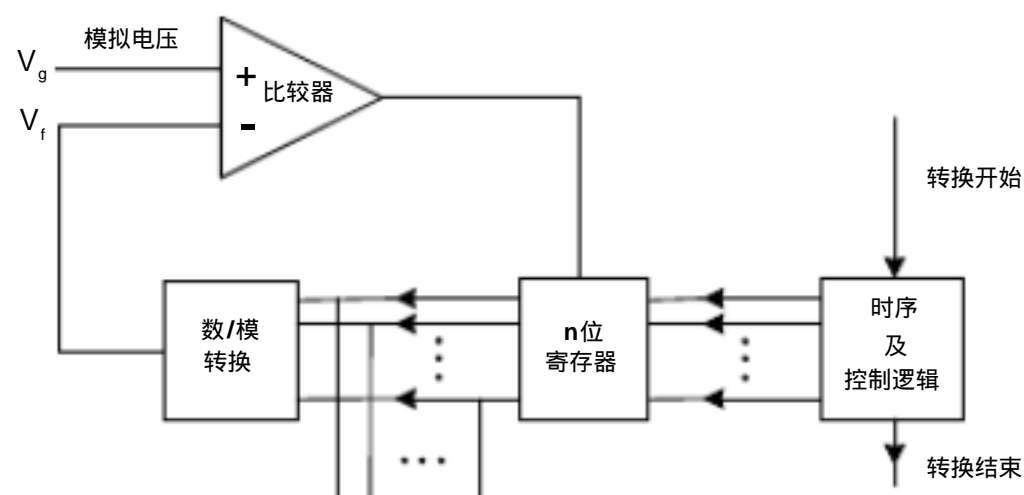 模拟电压
Vg
+
比较器
Vf
-
转换开始
数/模
转换
n位
寄存器
时序
及
控制逻辑
转换结束